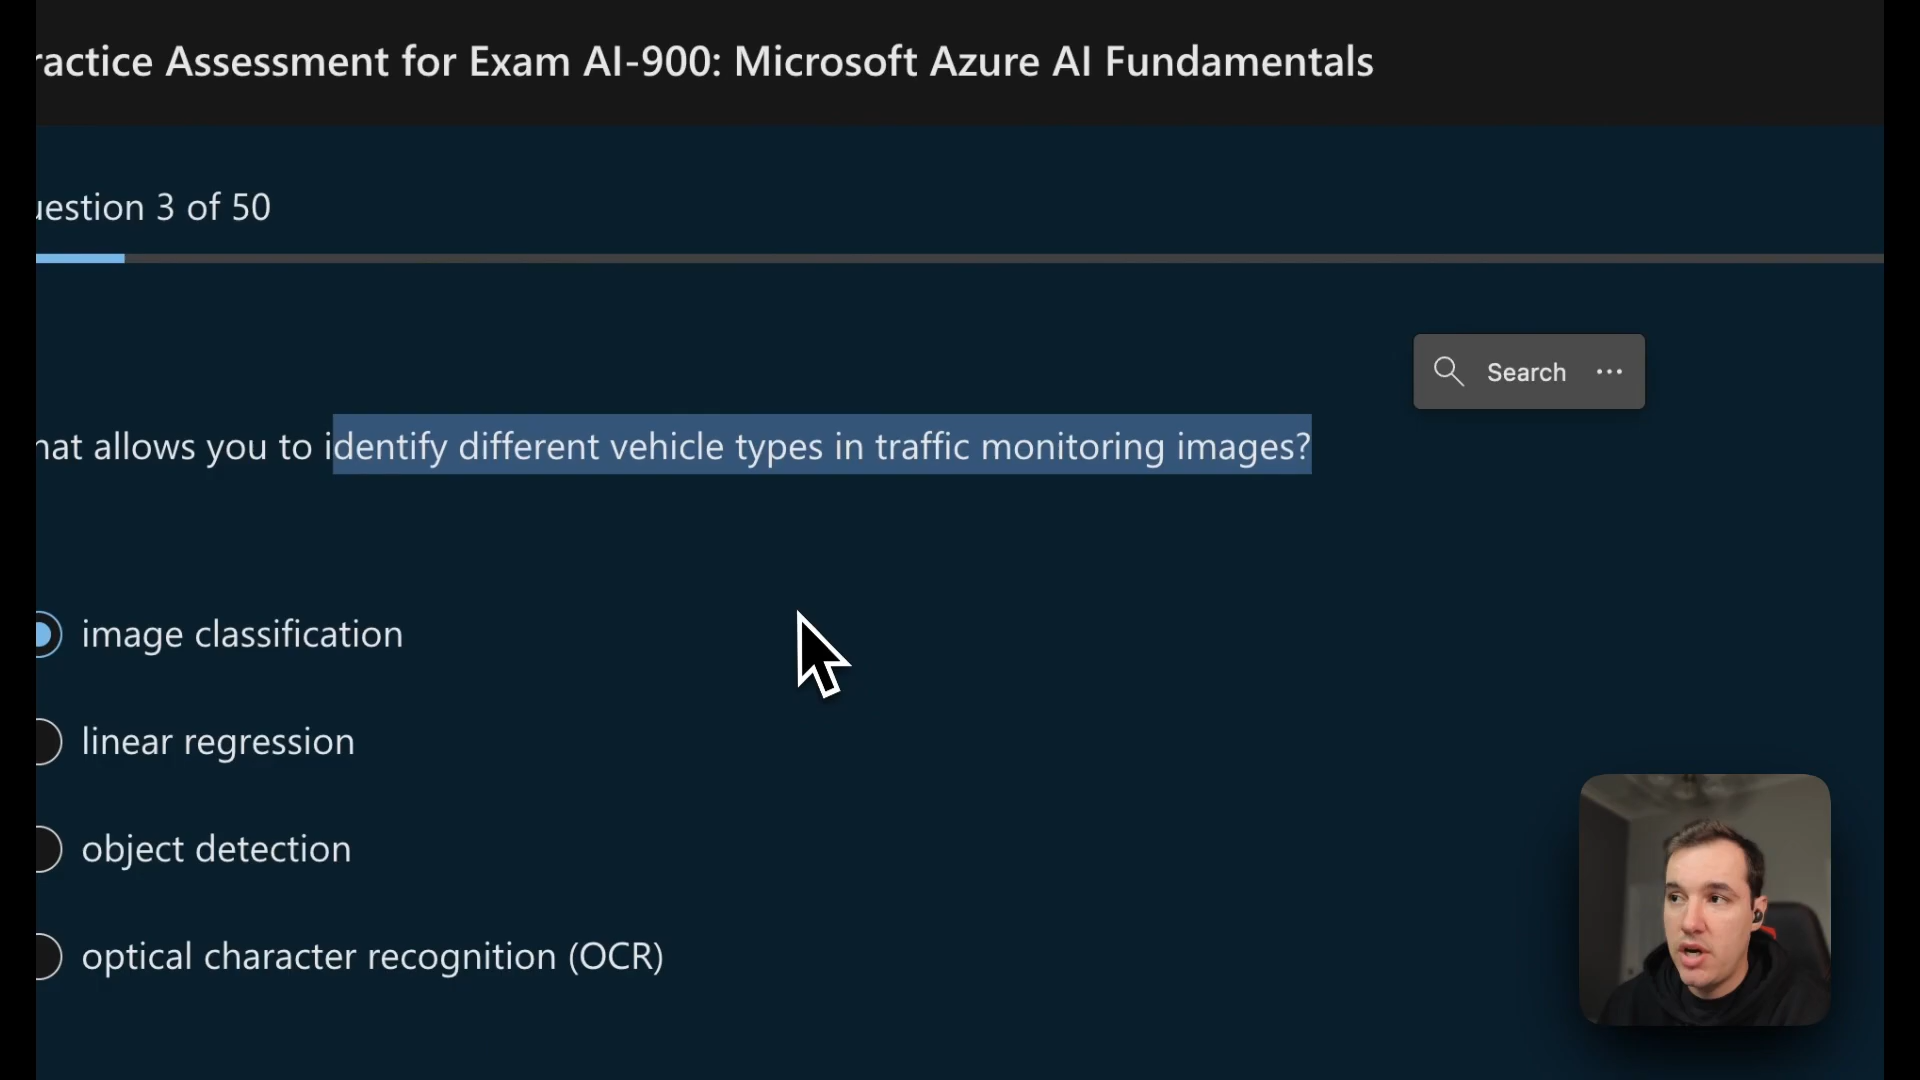 ractice Assessment for Exam AI-900: Microsoft Azure AI Fundamentals
uestion 3 of 50
Search ...
hat allows you to identify different vehicle types in traffic monitoring images?
image classification
linear regression
object detection
optical character recognition (OCR)